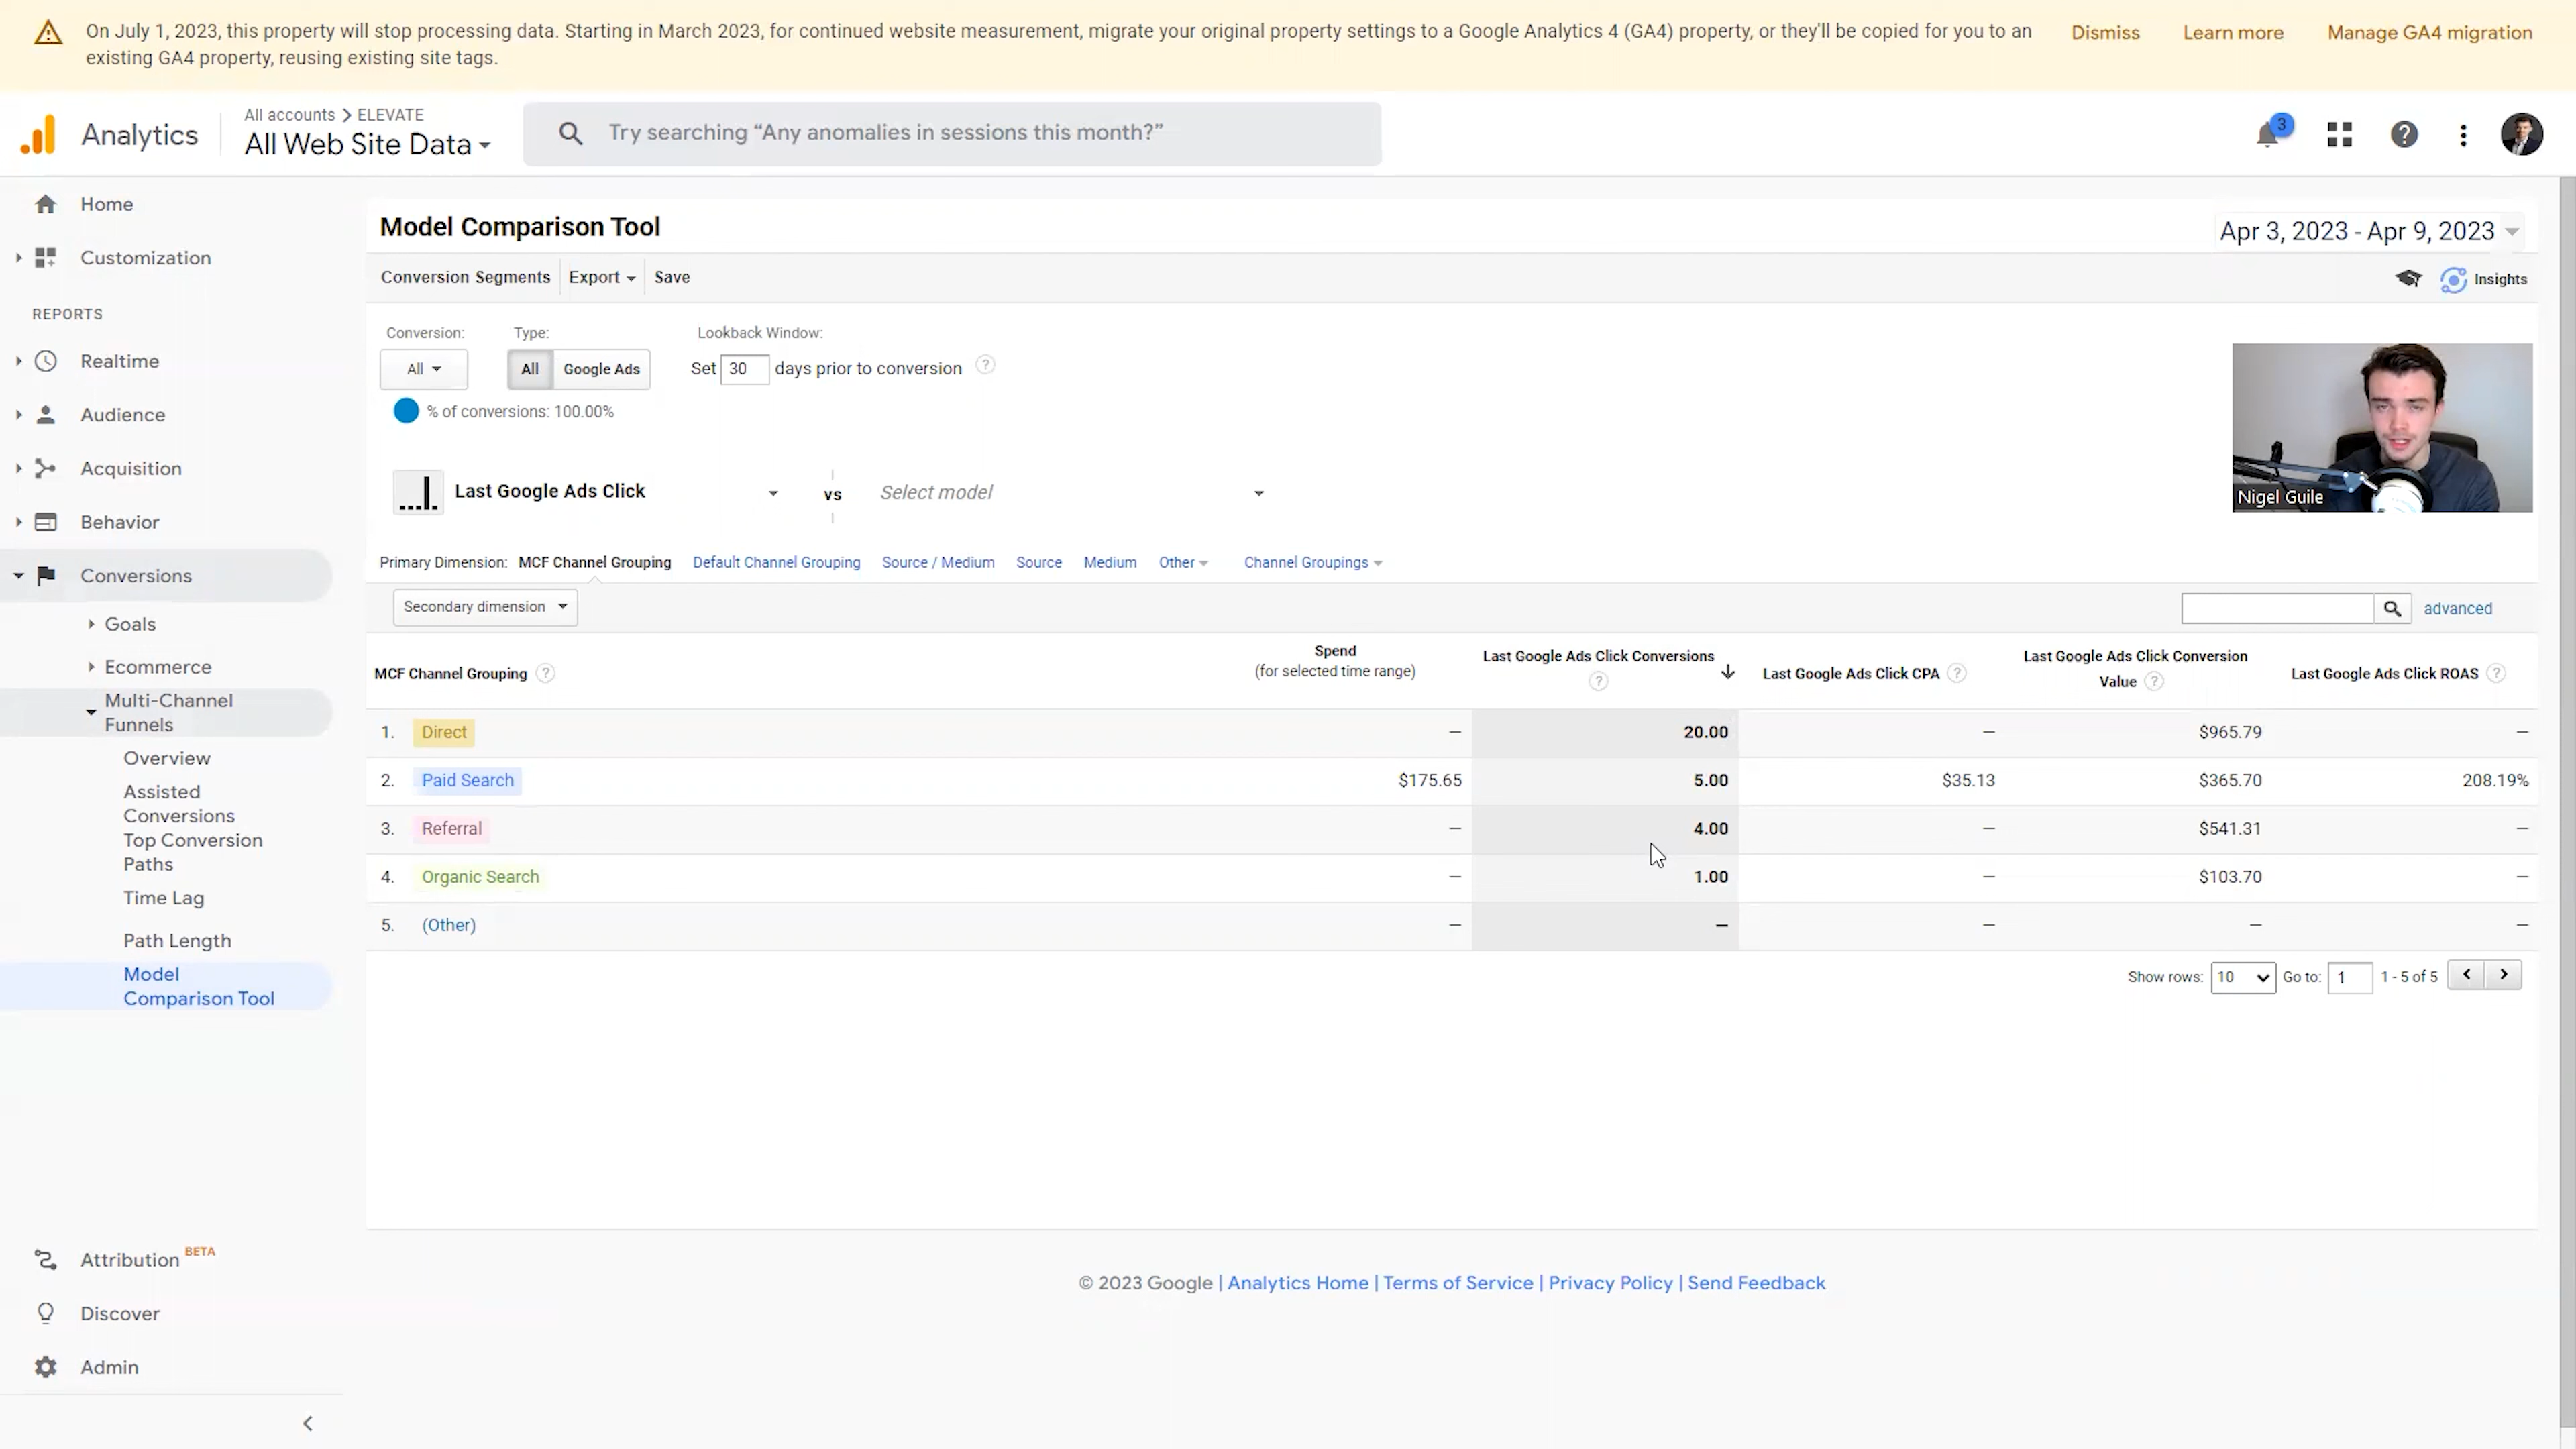 On July 1, 2023, this property will stop processing data. Starting in March 2023, for continued website measurement, migrate your original property settings to a Google Analytics 4 (GA4) property, or they'll be copied for you to an
existing GA4 property, reusing existing site tags.
Dismiss
Learn more
Manage GA4 migration
Analytics
All accounts > ELEVATE
All Web Site Data
Try searching “Any anomalies in sessions this month?”
3
Home
Customization
REPORTS
Realtime
Audience
Acquisition
Behavior
Conversions
Goals
Ecommerce
Multi-Channel
Funnels
Overview
Assisted
Conversions
Top Conversion
Paths
Time Lag
Path Length
Model
Comparison Tool
Attribution BETA
Discover
Admin
Model Comparison Tool
Apr 3, 2023 - Apr 9, 2023
Conversion Segments Export Save
Insights
Conversion: Type: Lookback Window:
All All Google Ads Set 30 days prior to conversion ?
% of conversions: 100.00%
Nigel Guile
Last Google Ads Click vs Select model
Primary Dimension: MCF Channel Grouping Default Channel Grouping Source / Medium Source Medium Other Channel Groupings
Secondary dimension
advanced
MCF Channel Grouping ?
Spend
(for selected time range)
Last Google Ads Click Conversions
?
Last Google Ads Click CPA ?
Last Google Ads Click Conversion
Value ?
Last Google Ads Click ROAS ?
1. Direct — 20.00 — $965.79 —
2. Paid Search $175.65 5.00 $35.13 $365.70 208.19%
3. Referral — 4.00 — $541.31 —
4. Organic Search — 1.00 — $103.70 —
5. (Other) — — — — —
Show rows: 10 Go to: 1 1 - 5 of 5
© 2023 Google | Analytics Home | Terms of Service | Privacy Policy | Send Feedback